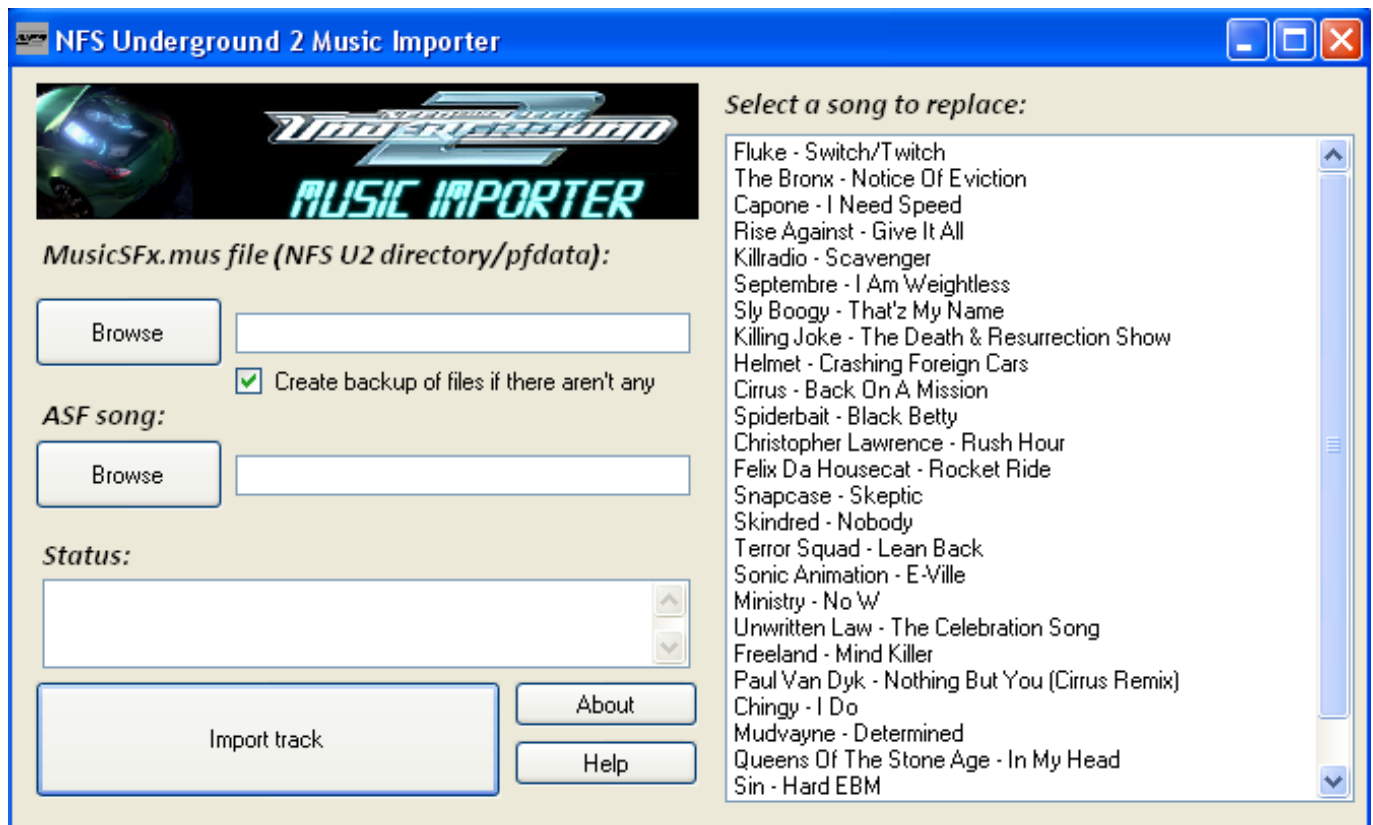 NFS Underground 2 Music Importer
NEED FOR SPEED
UNDERGROUND
2
MUSIC IMPORTER
MusicSFx.mus file (NFS U2 directory/pfdata):
Browse
Create backup of files if there aren't any
ASF song:
Browse
Status:
Import track
About
Help
Select a song to replace:
Fluke - Switch/Twitch
The Bronx - Notice Of Eviction
Capone - I Need Speed
Rise Against - Give It All
Killradio - Scavenger
Septembre - I Am Weightless
Sly Boogy - That'z My Name
Killing Joke - The Death & Resurrection Show
Helmet - Crashing Foreign Cars
Cirrus - Back On A Mission
Spiderbait - Black Betty
Christopher Lawrence - Rush Hour
Felix Da Housecat - Rocket Ride
Snapcase - Skeptic
Skindred - Nobody
Terror Squad - Lean Back
Sonic Animation - E-Ville
Ministry - No W
Unwritten Law - The Celebration Song
Freeland - Mind Killer
Paul Van Dyk - Nothing But You (Cirrus Remix)
Chingy - I Do
Mudvayne - Determined
Queens Of The Stone Age - In My Head
Sin - Hard EBM